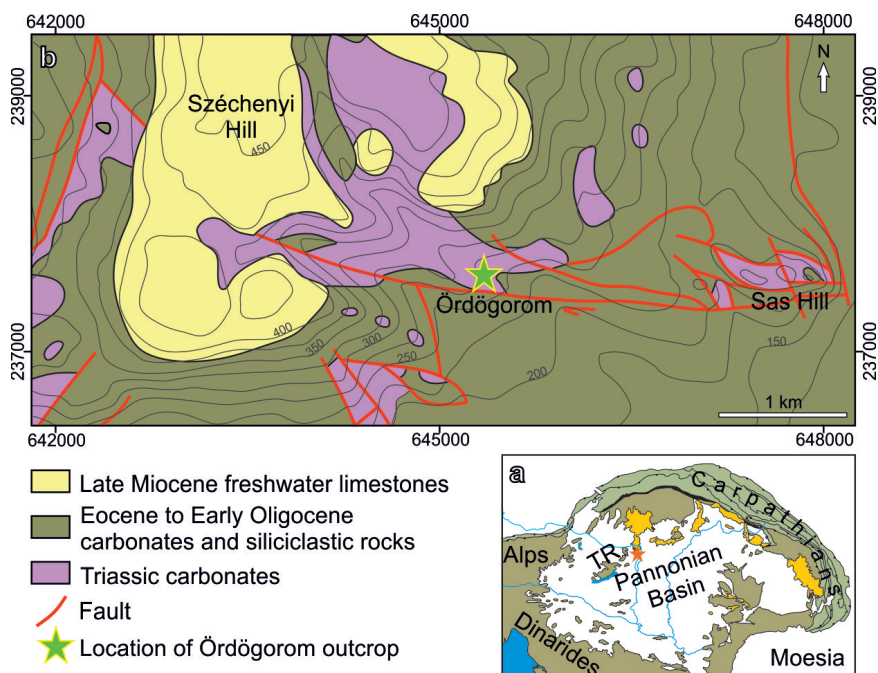 642000 645000 648000
b
N
239000 239000
Széchenyi
Hill
450
Ördögorom
Sas Hill
237000 237000
400
350
300
250
200
150
1 km
642000 645000 648000
Late Miocene freshwater limestones
Eocene to Early Oligocene
carbonates and siliciclastic rocks
Triassic carbonates
Fault
Location of Ördögorom outcrop
a
Carpathians
Alps
TR
Pannonian
Basin
Dinarides
Moesia